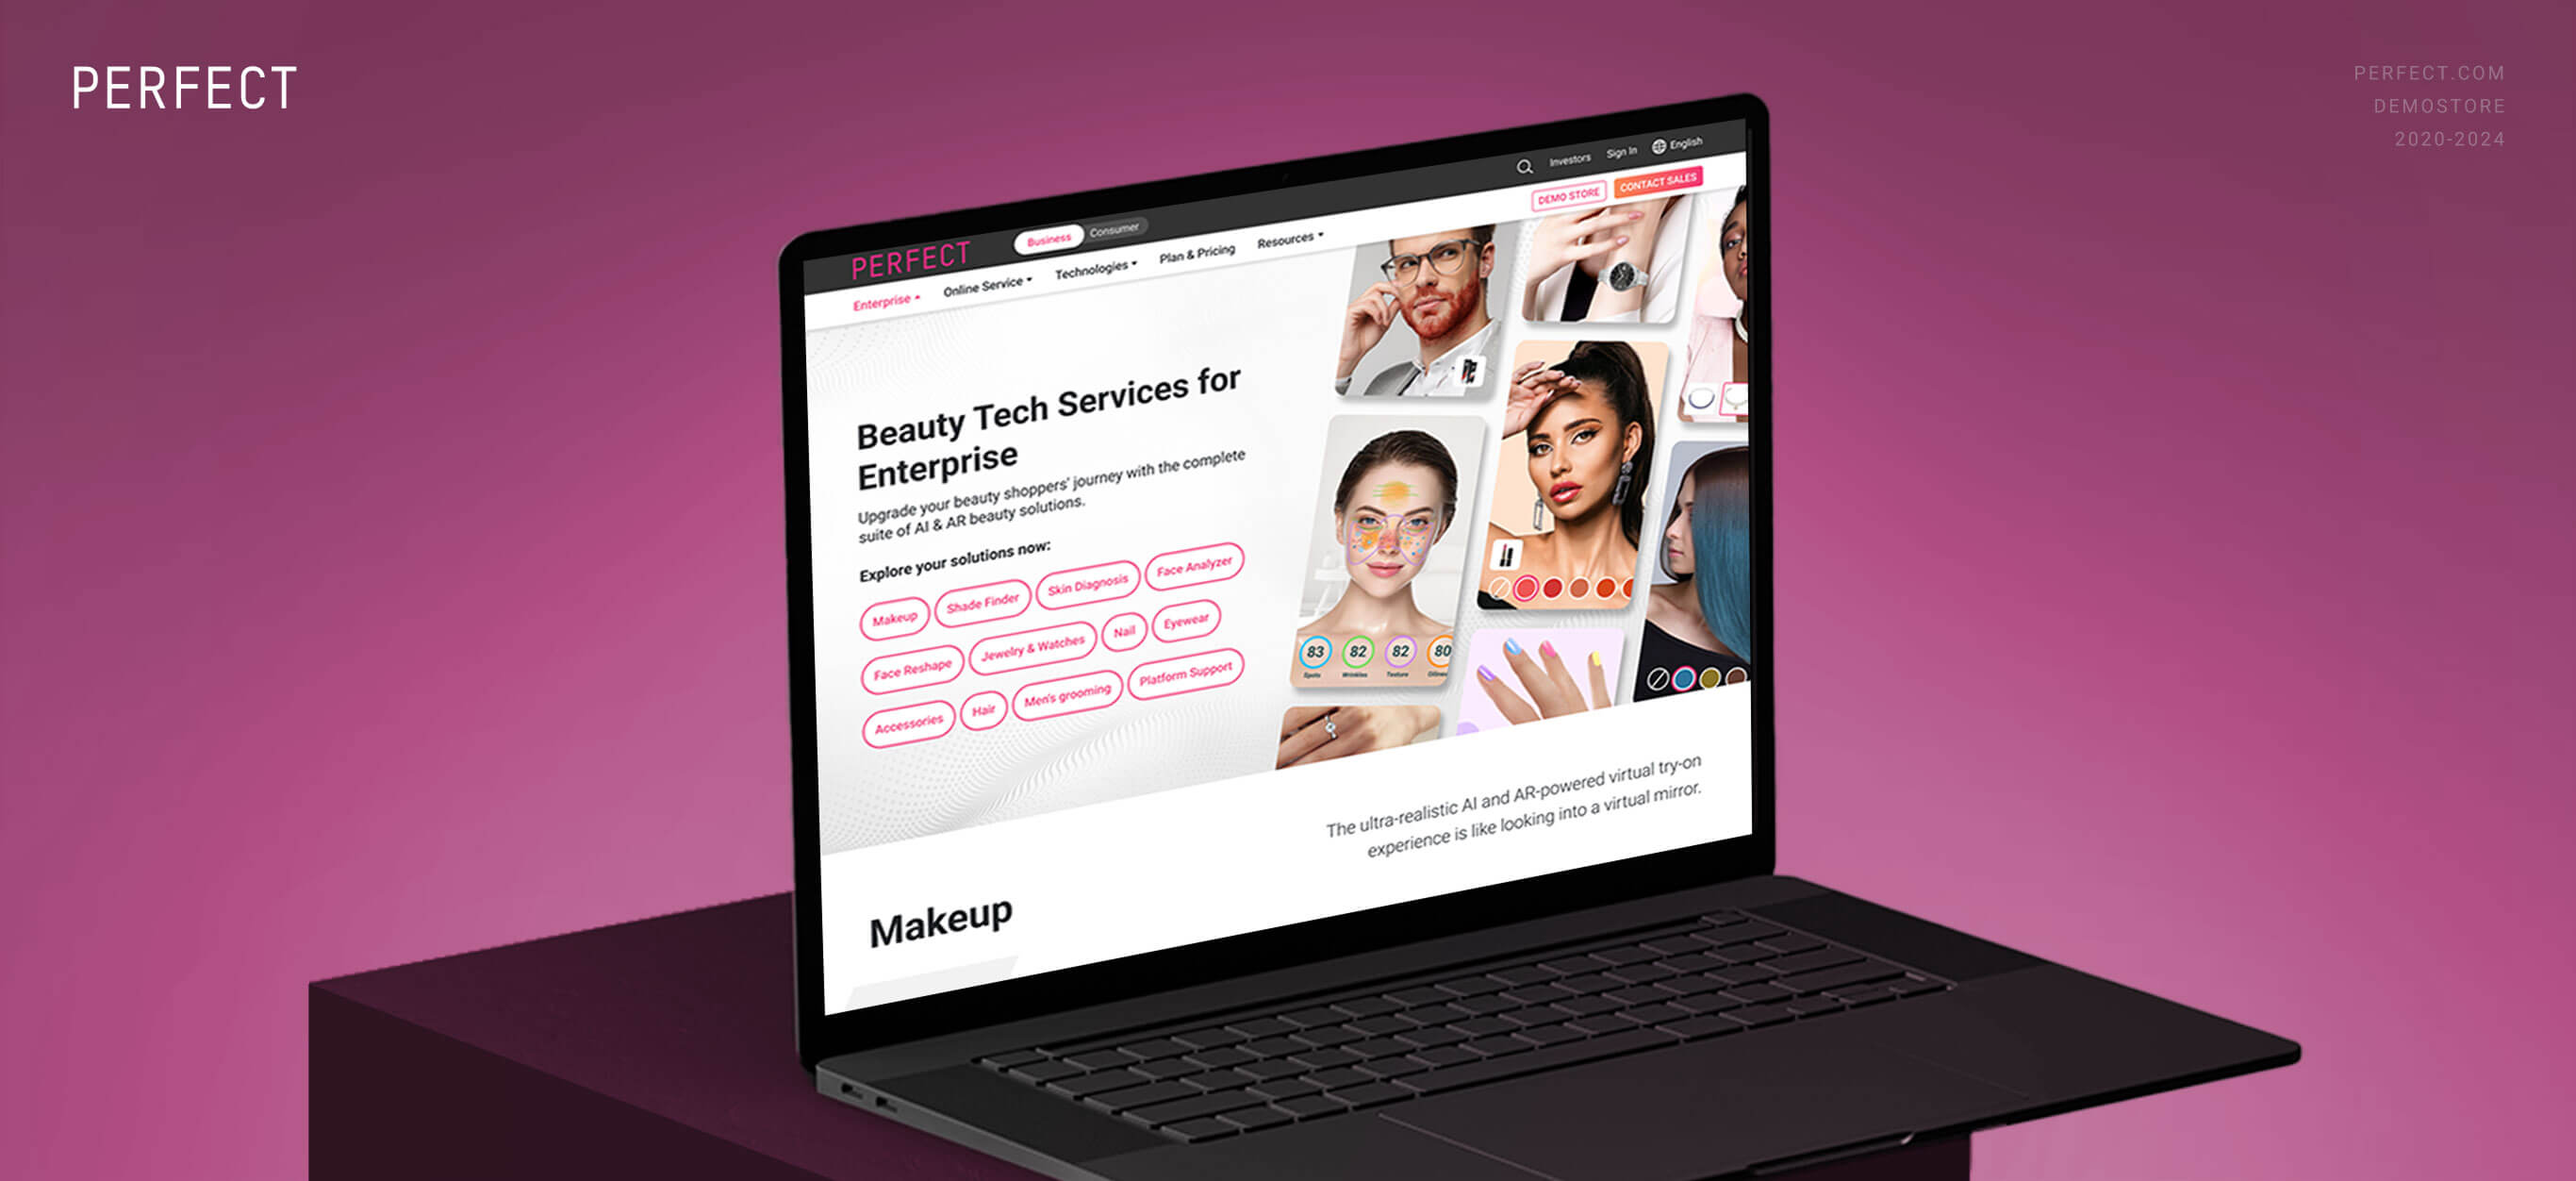 PERFECT
PERFECT.COM
DEMOSTORE
2020-2024
Investors
Sign In
English
PERFECT
Business
Consumer
DEMO STORE
CONTACT SALES
Enterprise
Online Service
Technologies
Plan & Pricing
Resources
Beauty Tech Services for
Enterprise
Upgrade your beauty shoppers' journey with the complete
suite of AI & AR beauty solutions.
Explore your solutions now:
Makeup
Shade Finder
Skin Diagnosis
Face Analyzer
Face Reshape
Jewelry & Watches
Nail
Eyewear
Accessories
Hair
Men's grooming
Platform Support
83
82
82
80
Spots
Wrinkles
Texture
The ultra-realistic AI and AR-powered virtual try-on
experience is like looking into a virtual mirror.
Makeup